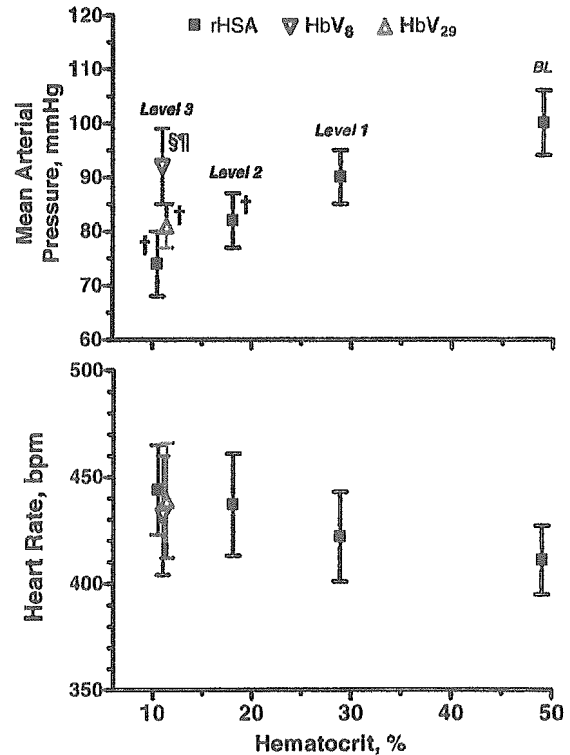 rHSA HbV8 HbV29
120
110
100
90
80
70
60
Mean Arterial
Pressure, mmHg
Level 3
§¶
†
†
Level 2
†
Level 1
BL
500
450
400
350
Heart Rate, bpm
10 20 30 40 50
Hematocrit, %